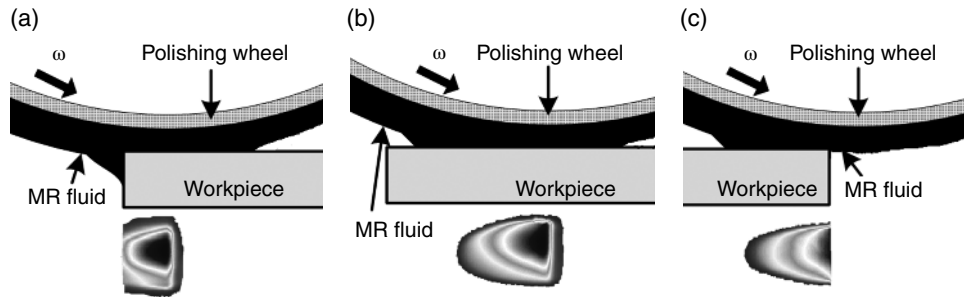 (a)
ω
Polishing wheel
MR fluid
Workpiece
(b)
ω
Polishing wheel
Workpiece
MR fluid
(c)
ω
Polishing wheel
Workpiece
MR fluid